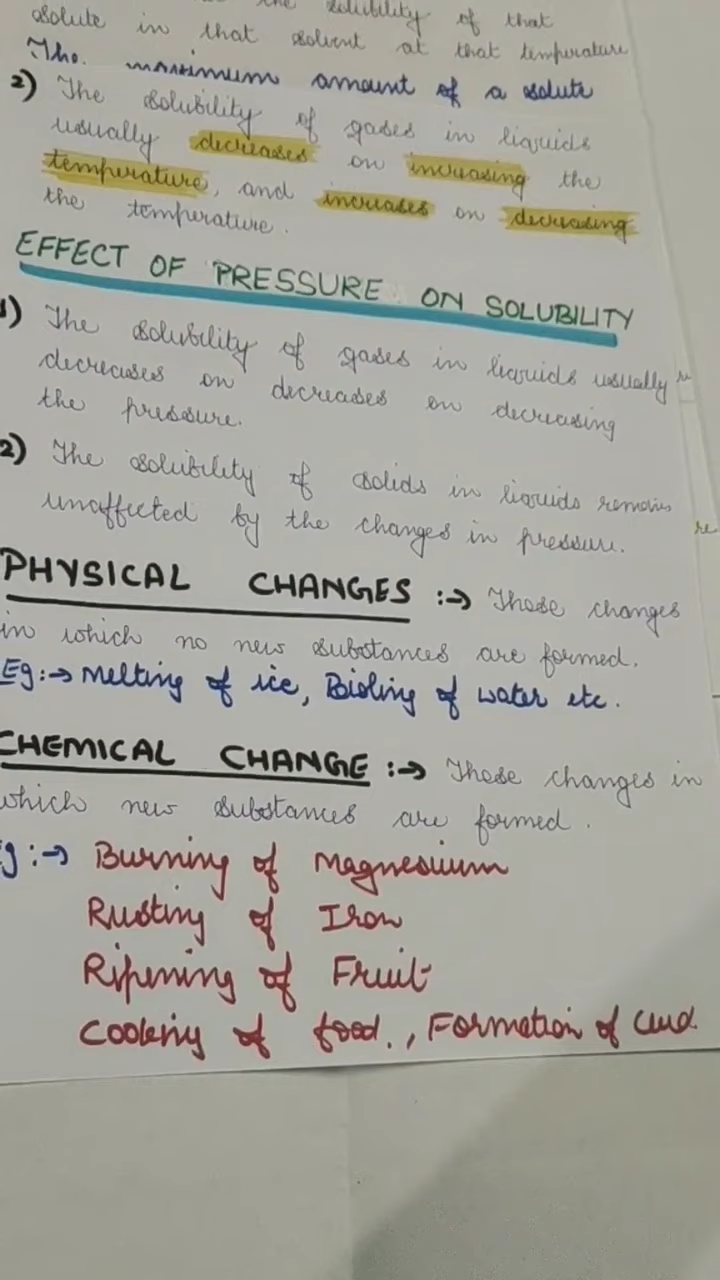 the solubility of that
solute in that solvent at that temperature
The maximum amount of a solute
2) The solubility of gases in liquids
usually decreases on increasing the
temperature, and increases on decreasing
the temperature.
EFFECT OF PRESSURE ON SOLUBILITY
1) The solubility of gases in liquids usually
decreases on decreases on decreasing
the pressure.
2) The solubility of solids in liquids remains
unaffected by the changes in pressure.
PHYSICAL CHANGES :→ Those changes
in which no new substances are formed.
Eg:→ Melting of ice, Bioling of water etc.
CHEMICAL CHANGE :→ Those changes in
which new substances are formed.
g:→ Burning of Magnesium
Rusting of Iron
Ripening of Fruit
Cooking of food., Formation of Curd